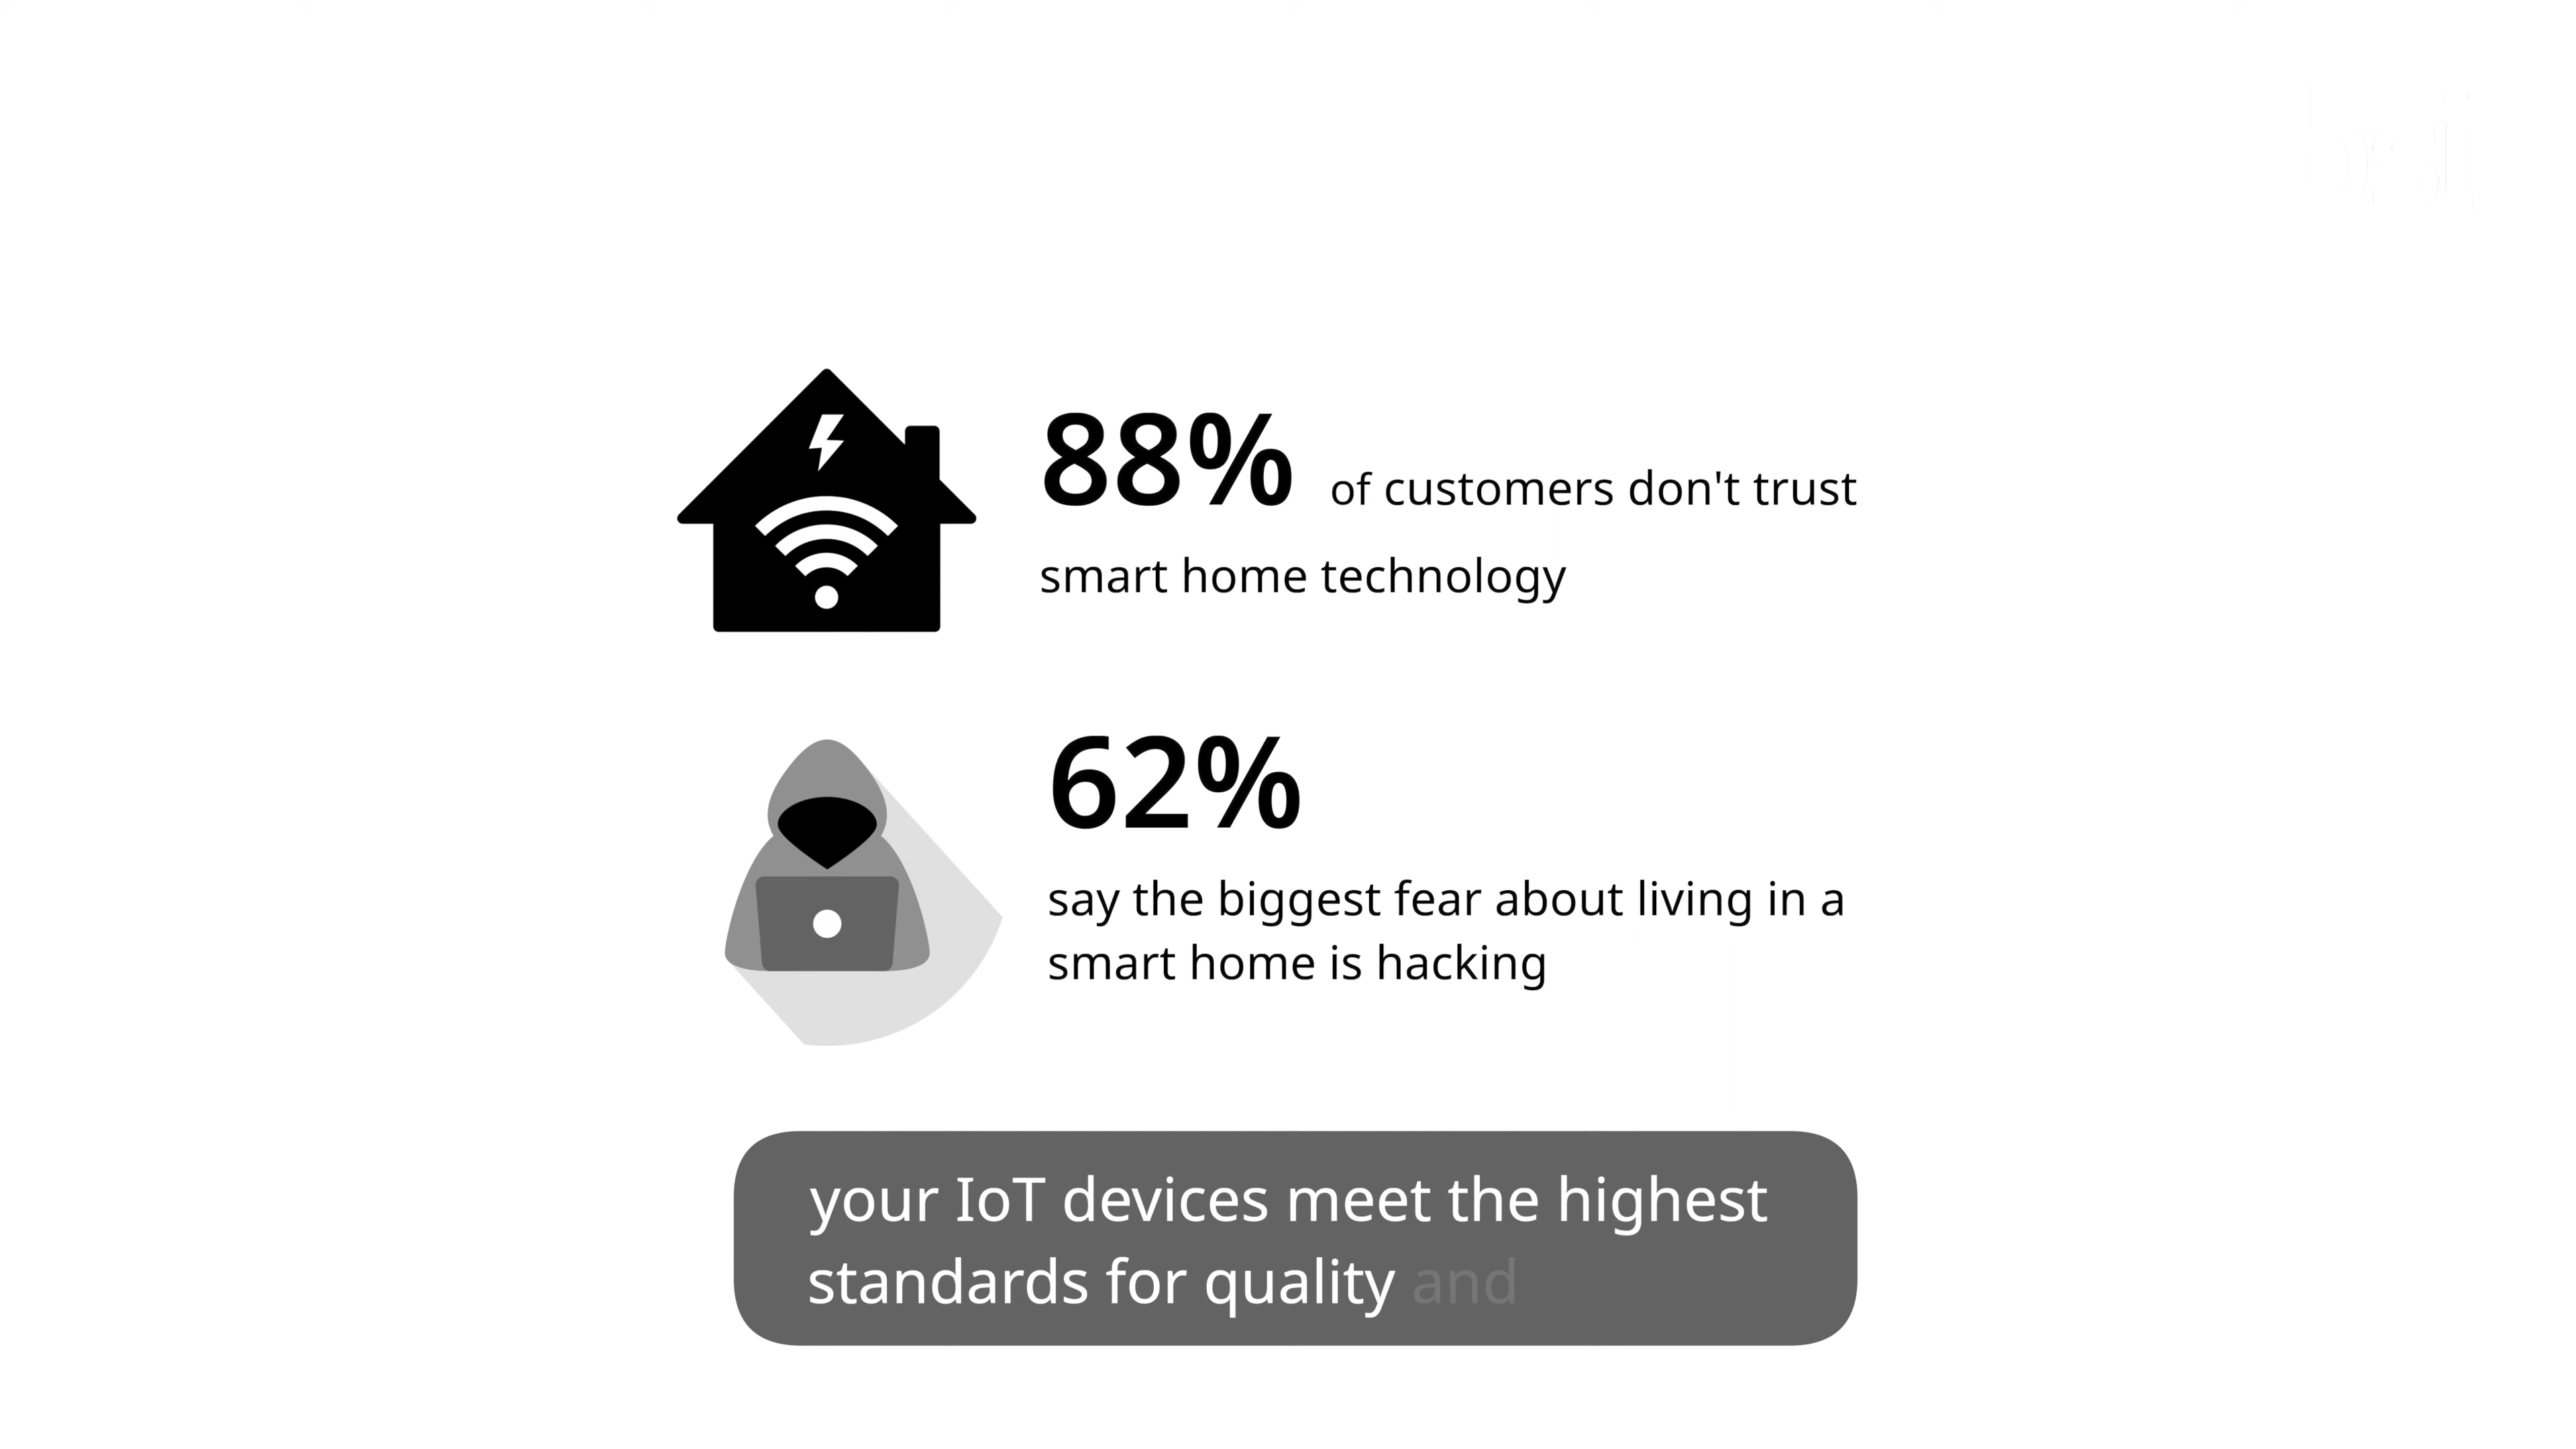 88% of customers don't trust
smart home technology
62%
say the biggest fear about living in a
smart home is hacking
your IoT devices meet the highest
standards for quality and